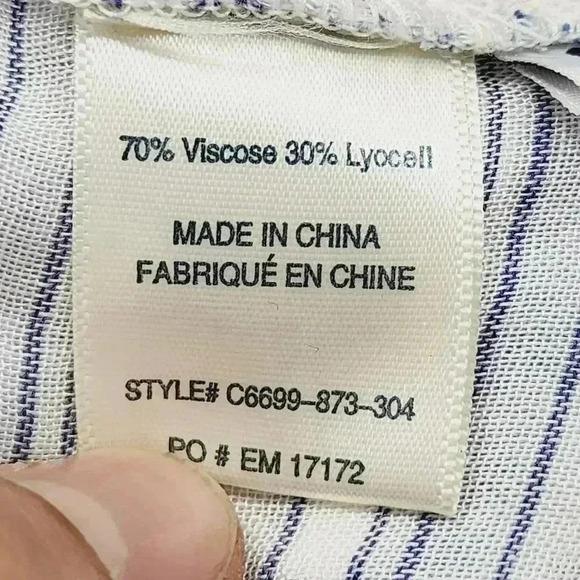 70% Viscose 30% Lyocell
MADE IN CHINA
FABRIQUÉ EN CHINE
STYLE# C6699-873-304
PO # EM 17172